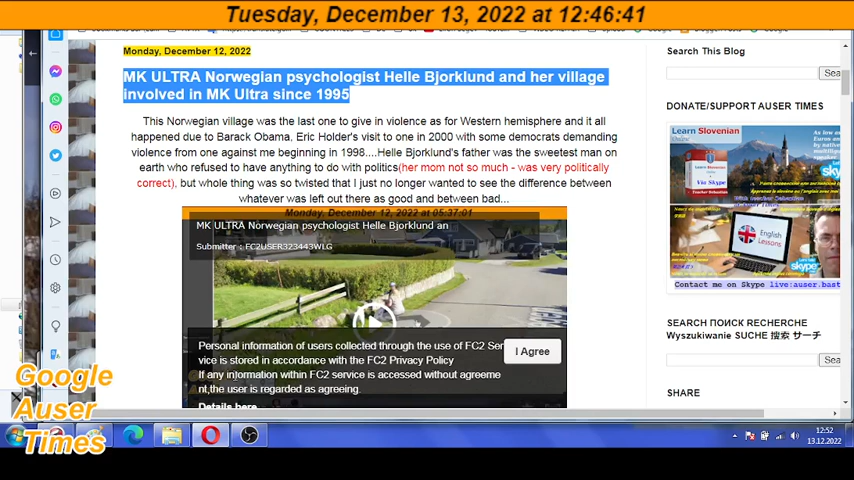 Tuesday, December 13, 2022 at 12:46:41
Monday, December 12, 2022
MK ULTRA Norwegian psychologist Helle Bjorklund and her village
involved in MK Ultra since 1995
This Norwegian village was the last one to give in violence as for Western hemisphere and it all
happened due to Barack Obama, Eric Holder's visit to one in 2000 with some democrats demanding
violence from one against me beginning in 1998....Helle Bjorklund's father was the sweetest man on
earth who refused to have anything to do with politics(her mom not so much - was very politically
correct), but whole thing was so twisted that I just no longer wanted to see the difference between
whatever was left out there as good and between bad...
Monday, December 12, 2022 at 05:37:01
MK ULTRA Norwegian psychologist Helle Bjorklund an
Submitter : FC2USER323443WLG
Personal information of users collected through the use of FC2 Ser
vice is stored in accordance with the FC2 Privacy Policy
If any information within FC2 service is accessed without agreeme
nt,the user is regarded as agreeing.
Details here
I Agree
Search This Blog
Sea
DONATE/SUPPORT AUSER TIMES
Learn Slovenian
Via Skype
English
Lessons
skype
Contact me on Skype live:auser.bast
SEARCH ПОИСК RECHERCHE
Wyszukiwanie SUCHE 搜索 サーチ
Sea
SHARE
Google
Auser
Times
12:52
13.12.2022